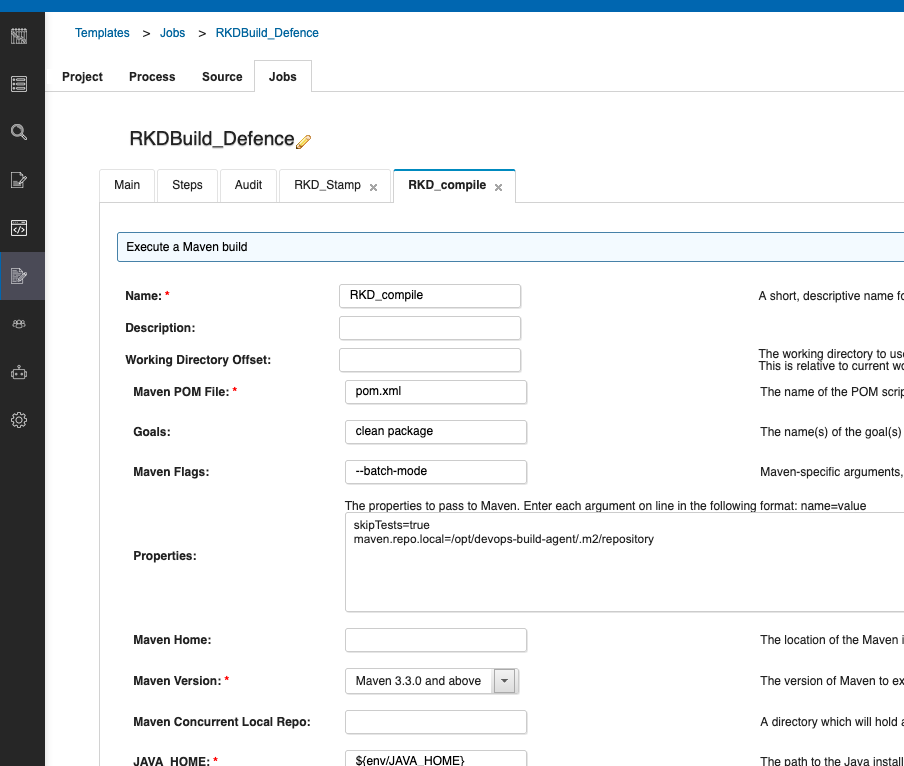 Templates > Jobs > RKDBuild_Defence
Project Process Source Jobs
RKDBuild_Defence
Main Steps Audit RKD_Stamp × RKD_compile ×
Execute a Maven build
Name: * RKD_compile A short, descriptive name fo
Description:
Working Directory Offset: The working directory to us
This is relative to current wo
Maven POM File: * pom.xml The name of the POM scrip
Goals: clean package The name(s) of the goal(s)
Maven Flags: --batch-mode Maven-specific arguments,
The properties to pass to Maven. Enter each argument on line in the following format: name=value
skipTests=true
maven.repo.local=/opt/devops-build-agent/.m2/repository
Properties:
Maven Home: The location of the Maven i
Maven Version: * Maven 3.3.0 and above The version of Maven to ex
Maven Concurrent Local Repo: A directory which will hold a
JAVA_HOME: * ${env/JAVA_HOME} The path to the Java install